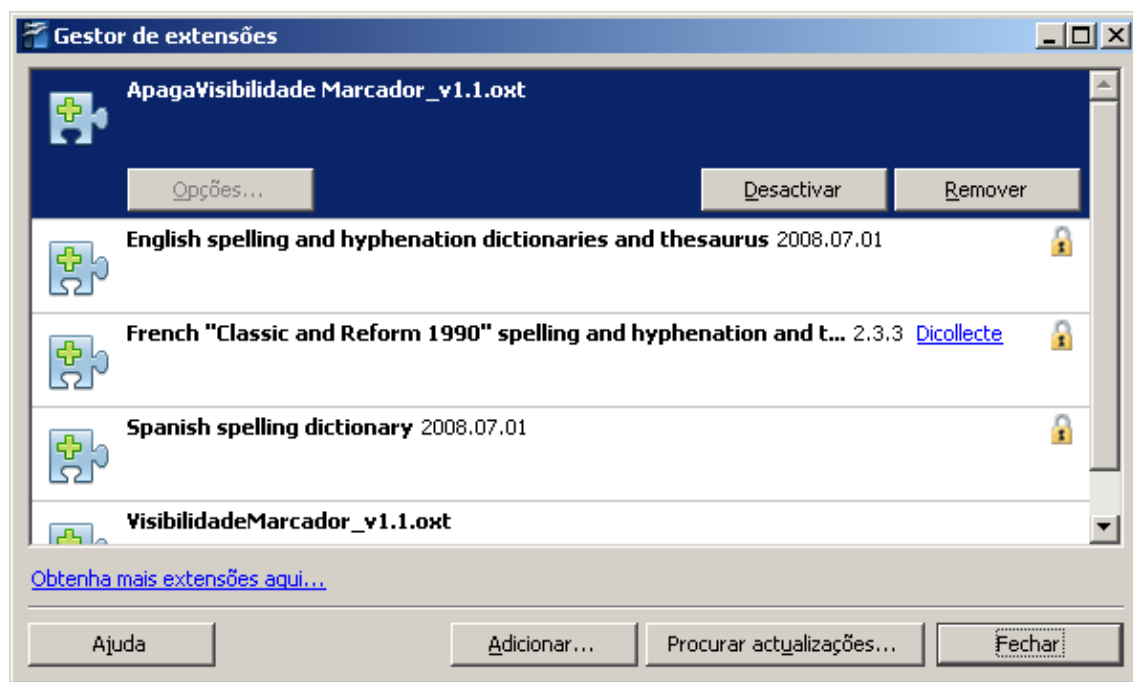 Gestor de extensões
ApagaVisibilidade Marcador_v1.1.oxt
Opções... Desactivar Remover
English spelling and hyphenation dictionaries and thesaurus 2008.07.01
French "Classic and Reform 1990" spelling and hyphenation and t... 2.3.3 Dicollecte
Spanish spelling dictionary 2008.07.01
VisibilidadeMarcador_v1.1.oxt
Obtenha mais extensões aqui...
Ajuda Adicionar... Procurar actualizações... Fechar